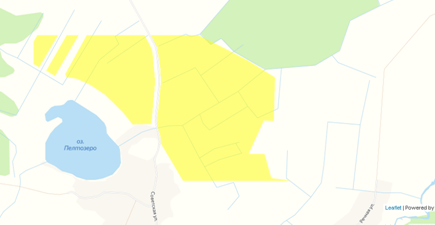 оз.
Пелтозеро
Советская ул.
Речная ул.
Leaflet | Powered by